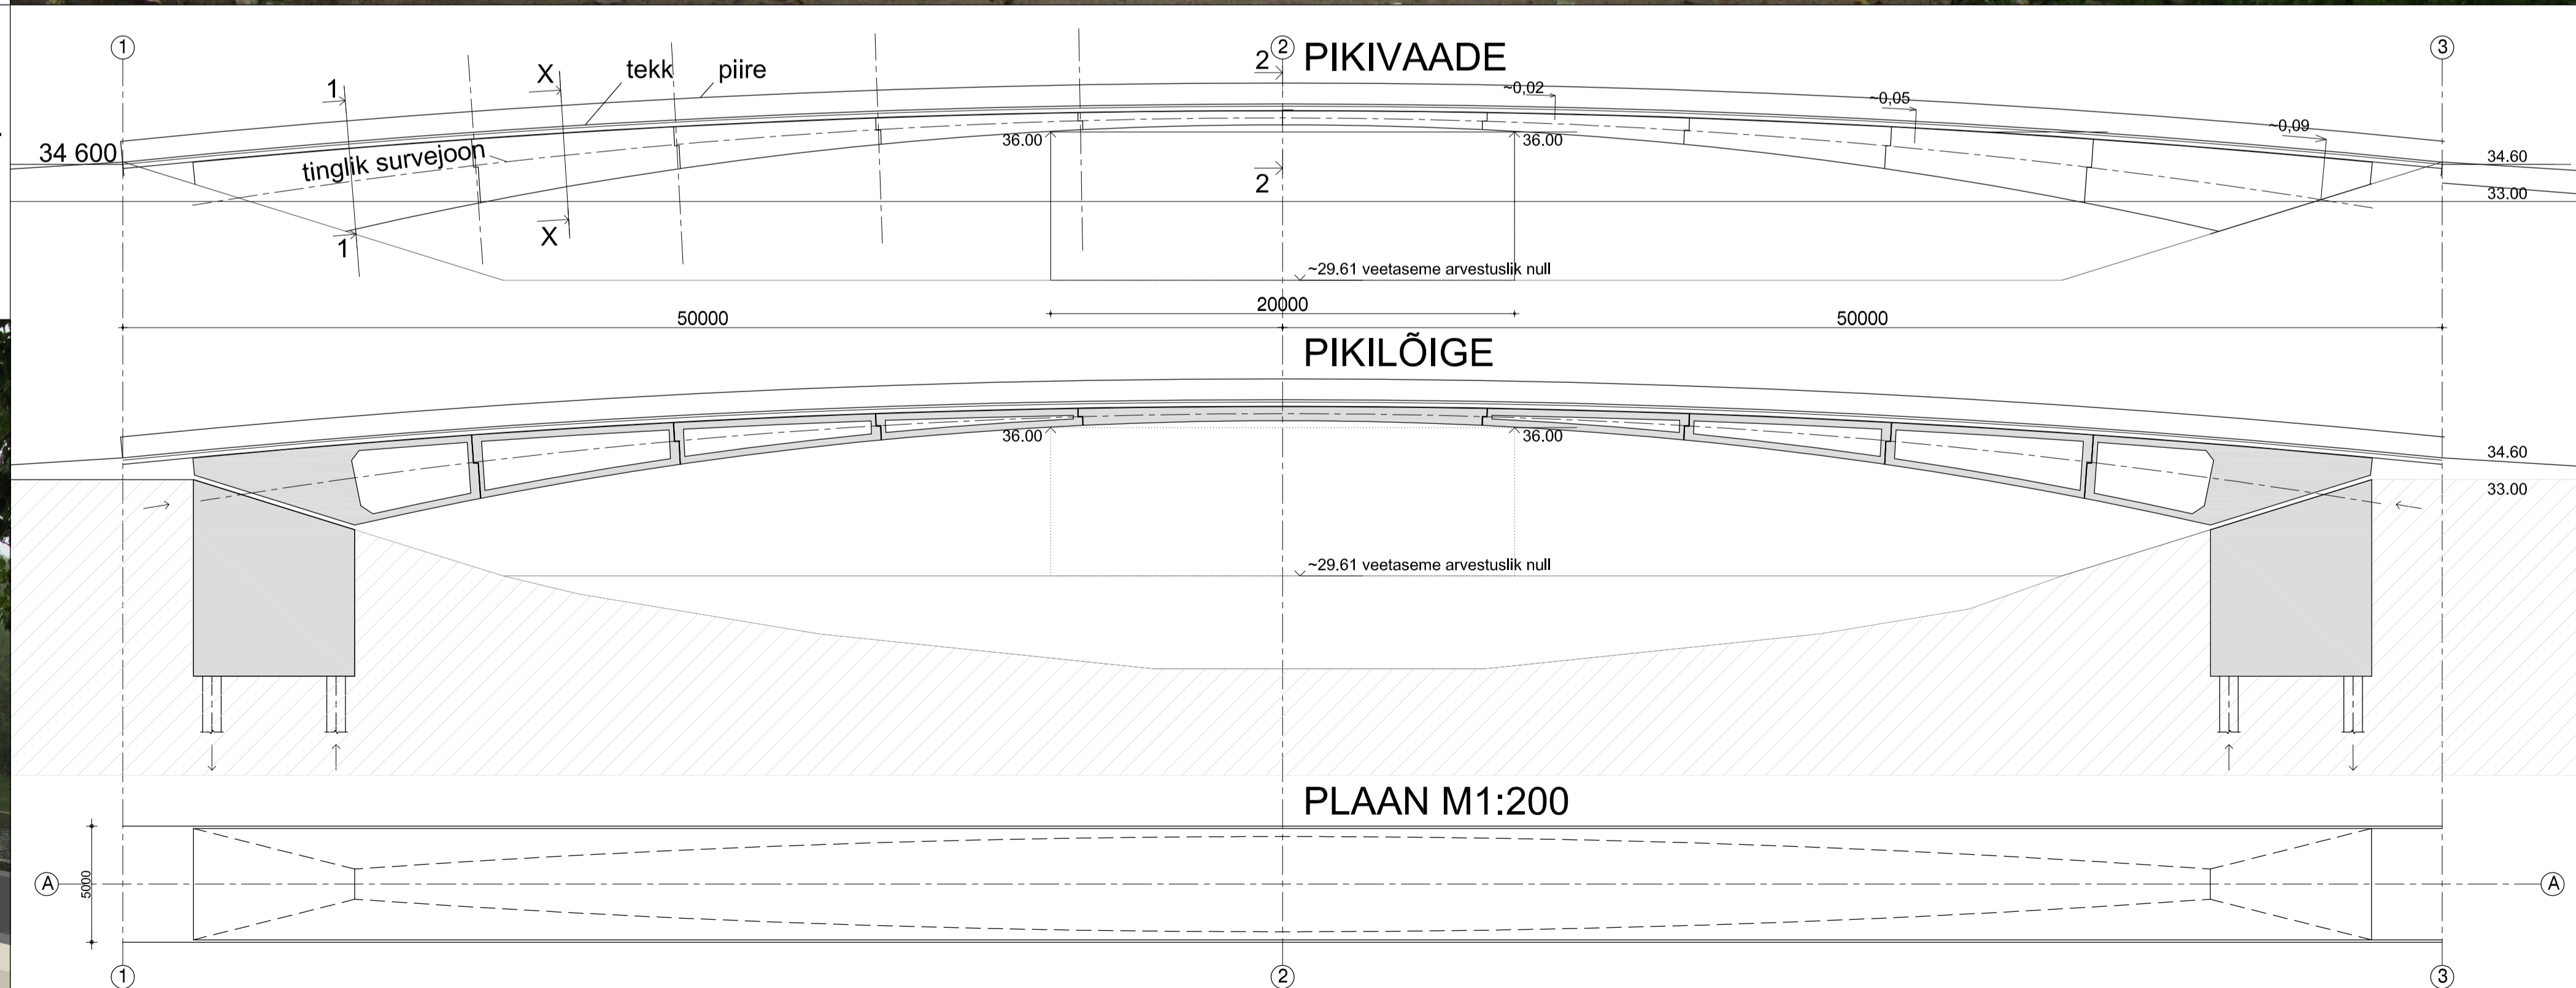 1
2
2
PIKIVAADE
3
1
X
tekk
piire
~0,02
~0,05
~0,09
34 600
tinglik survejoon
36.00
36.00
34.60
33.00
2
1
X
~29.61 veetaseme arvestuslik null
50000
20000
50000
PIKILÕIGE
36.00
36.00
34.60
33.00
~29.61 veetaseme arvestuslik null
PLAAN M1:200
A
5000
A
1
2
3